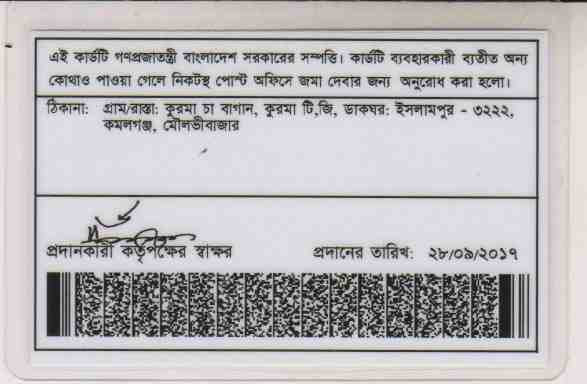 এই কার্ডটি গণপ্রজাতন্ত্রী বাংলাদেশ সরকারের সম্পত্তি। কার্ডটি ব্যবহারকারী ব্যতীত অন্য
কোথাও পাওয়া গেলে নিকটস্থ পোস্ট অফিসে জমা দেবার জন্য অনুরোধ করা হলো।
ঠিকানা: গ্রাম/রাস্তা: কুরমা চা বাগান, কুরমা টি,জি, ডাকঘর: ইসলামপুর - ৩২২২,
কমলগঞ্জ, মৌলভীবাজার
প্রদানকারী কর্তৃপক্ষের স্বাক্ষর প্রদানের তারিখ: ২৮/০৯/২০১৭